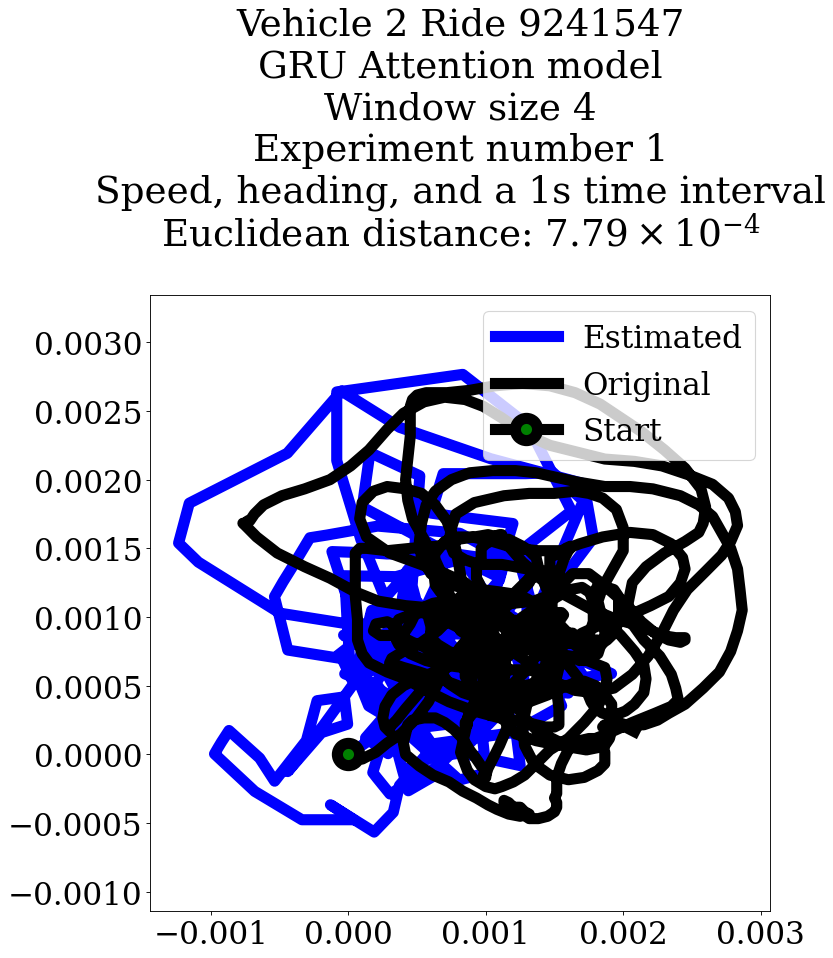 Vehicle 2 Ride 9241547
GRU Attention model
Window size 4
Experiment number 1
Speed, heading, and a 1s time interval
Euclidean distance: 7.79 × 10⁻⁴
Estimated
Original
Start
0.0030
0.0025
0.0020
0.0015
0.0010
0.0005
0.0000
−0.0005
−0.0010
−0.001 0.000 0.001 0.002 0.003